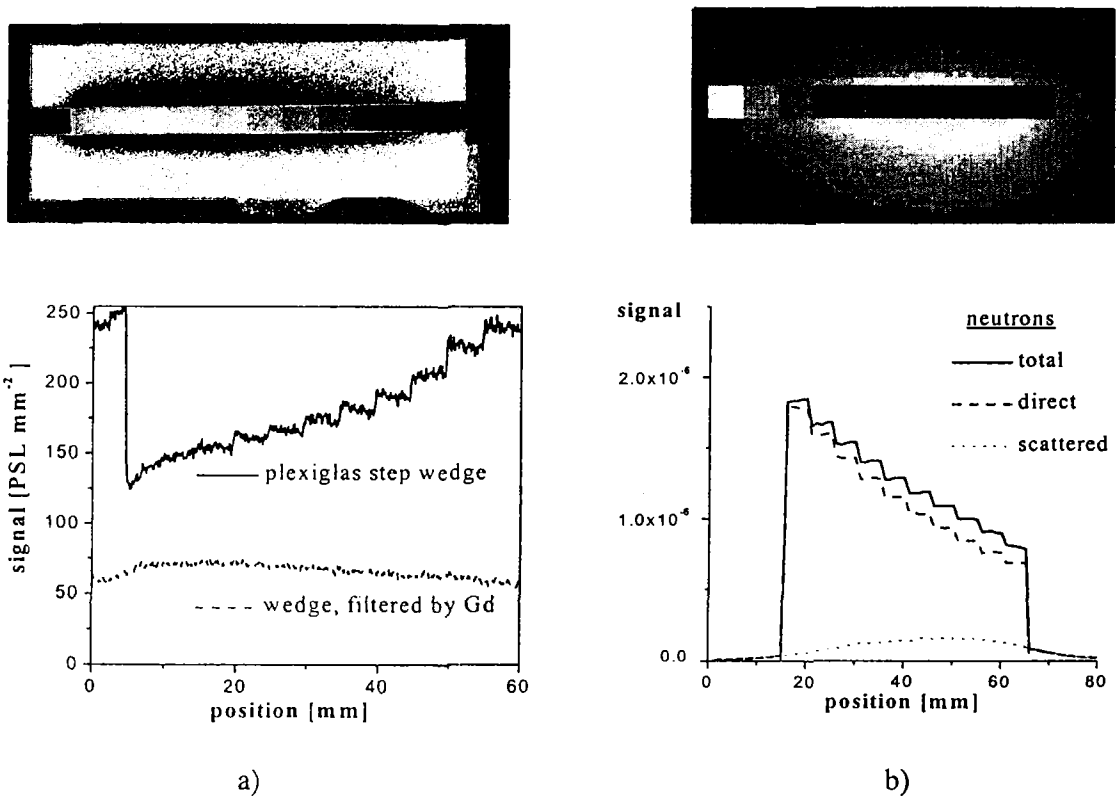 250
200
150
100
50
0
signal [PSL mm-2]
plexiglas step wedge
wedge, filtered by Gd
0 20 40 60
position [mm]
a)
signal
neutrons
total
direct
scattered
2.0x10-6
1.0x10-6
0.0
0 20 40 60 80
position [mm]
b)